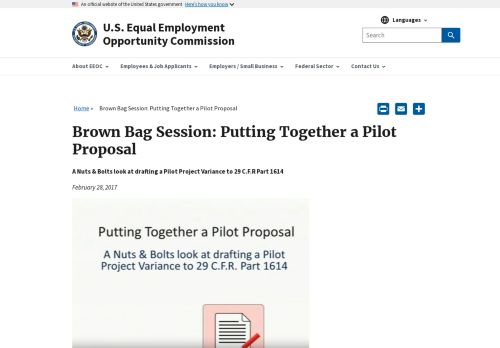 An official website of the United States government Here's how you know
U.S. Equal Employment
Opportunity Commission
Languages
Search
About EEOC
Employees & Job Applicants
Employers / Small Business
Federal Sector
Contact Us
Home » Brown Bag Session: Putting Together a Pilot Proposal
Brown Bag Session: Putting Together a Pilot
Proposal
A Nuts & Bolts look at drafting a Pilot Project Variance to 29 C.F.R Part 1614
February 28, 2017
Putting Together a Pilot Proposal
A Nuts & Bolts look at drafting a Pilot
Project Variance to 29 C.F.R. Part 1614